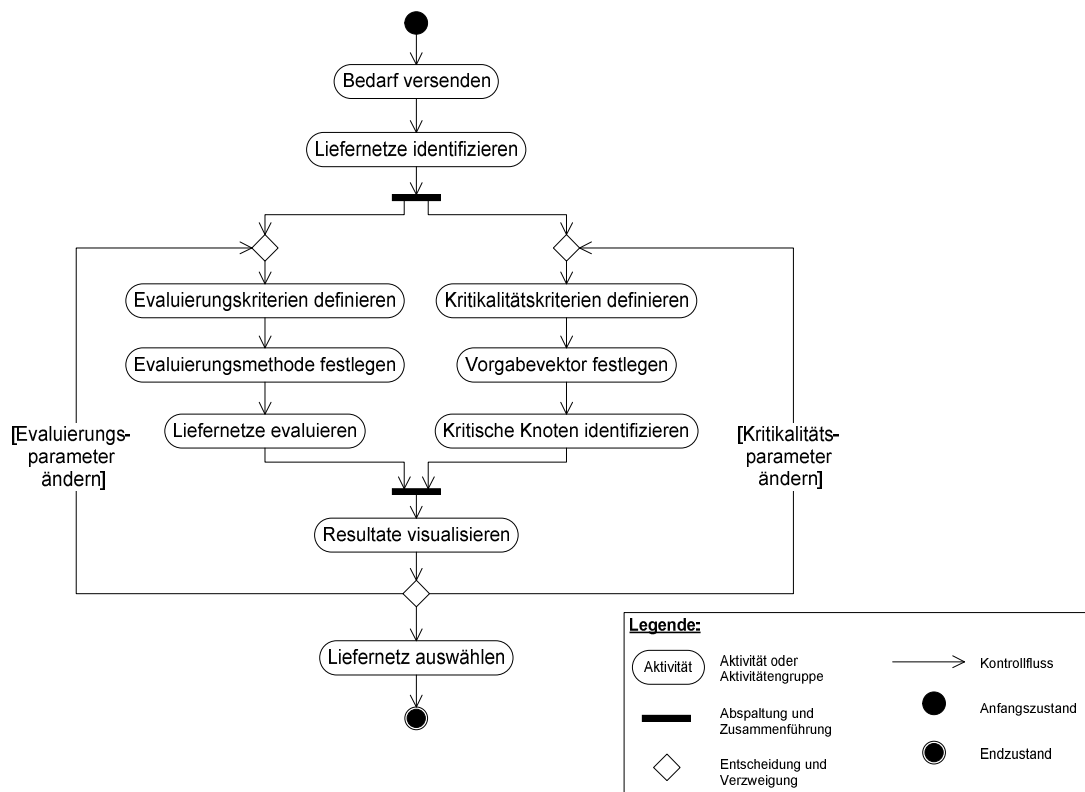 Bedarf versenden
Liefernetze identifizieren
Evaluierungskriterien definieren
Kritikalitätskriterien definieren
Evaluierungsmethode festlegen
Vorgabevektor festlegen
Liefernetze evaluieren
Kritische Knoten identifizieren
[Evaluierungs-
parameter
ändern]
[Kritikalitäts-
parameter
ändern]
Resultate visualisieren
Liefernetz auswählen
Legende:
Aktivität
Aktivität oder
Aktivitätengruppe
Kontrollfluss
Abspaltung und
Zusammenführung
Anfangszustand
Entscheidung und
Verzweigung
Endzustand